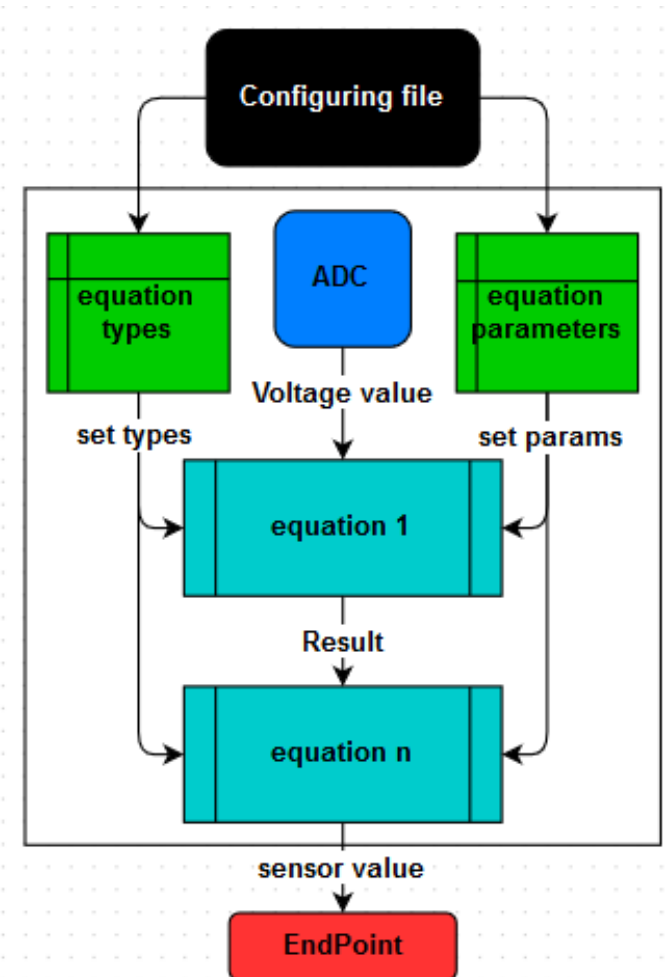 Configuring file
ADC
equation
types
equation
parameters
Voltage value
set types
set params
equation 1
Result
equation n
sensor value
EndPoint